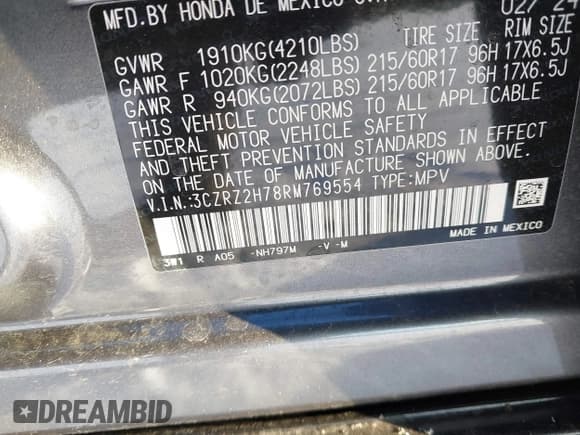 MFD.BY HONDA DE MEXICO 02/24
GVWR 1910KG(4210LBS) TIRE SIZE RIM SIZE
GAWR F 1020KG(2248LBS) 215/60R17 96H 17X6.5J
GAWR R 940KG(2072LBS) 215/60R17 96H 17X6.5J
THIS VEHICLE CONFORMS TO ALL APPLICABLE
FEDERAL MOTOR VEHICLE SAFETY
AND THEFT PREVENTION STANDARDS IN EFFECT
ON THE DATE OF MANUFACTURE SHOWN ABOVE.
V.I.N.:3CZRZ2H78RM769554 TYPE:MPV
3W1 R A05 -NH797M -V -M
MADE IN MEXICO
DREAMBID